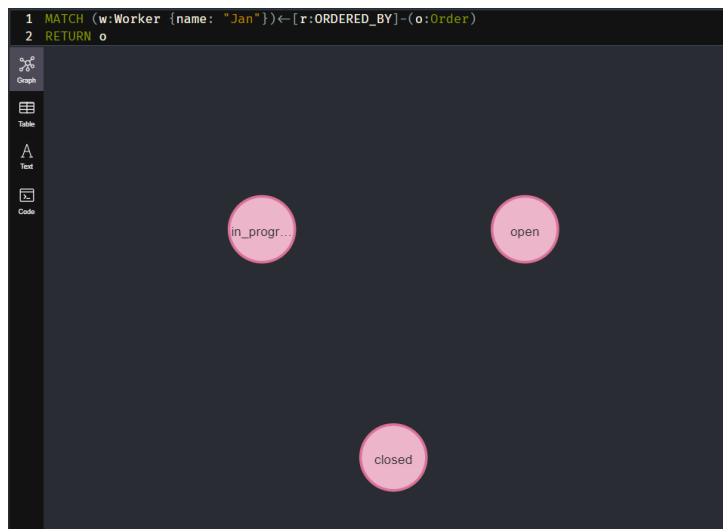 1 MATCH (w:Worker {name: "Jan"})←[r:ORDERED_BY]-(o:Order)
2 RETURN o
Graph
Table
A
Text
Code
in_progr...
open
closed